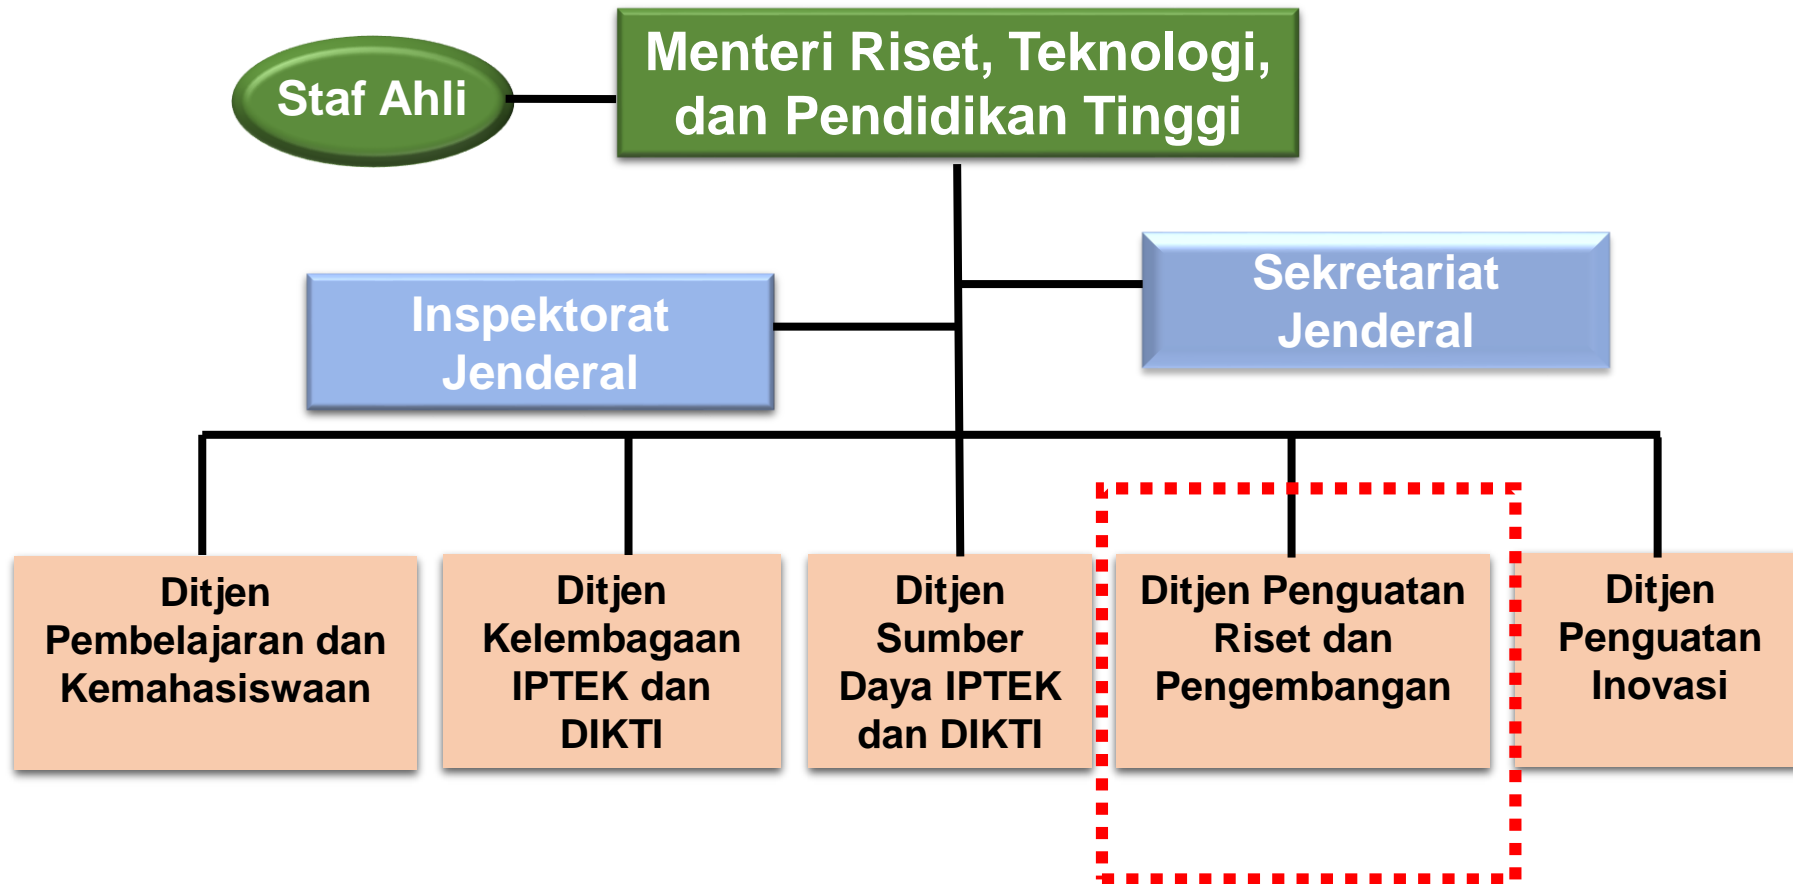 Menteri Riset, Teknologi,
dan Pendidikan Tinggi
Staf Ahli
Sekretariat
Jenderal
Inspektorat
Jenderal
Ditjen
Pembelajaran dan
Kemahasiswaan
Ditjen
Kelembagaan
IPTEK dan
DIKTI
Ditjen
Sumber
Daya IPTEK
dan DIKTI
Ditjen Penguatan
Riset dan
Pengembangan
Ditjen
Penguatan
Inovasi